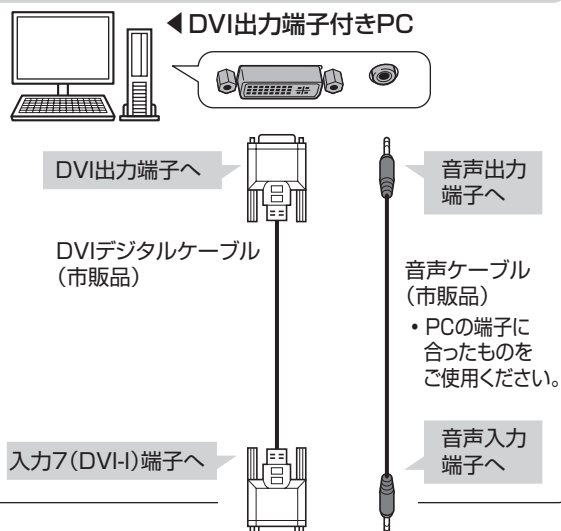 ◀DVI出力端子付きPC
DVI出力端子へ
音声出力
端子へ
DVIデジタルケーブル
（市販品）
音声ケーブル
（市販品）
・PCの端子に
合ったものを
ご使用ください。
入力7（DVI-I）端子へ
音声入力
端子へ